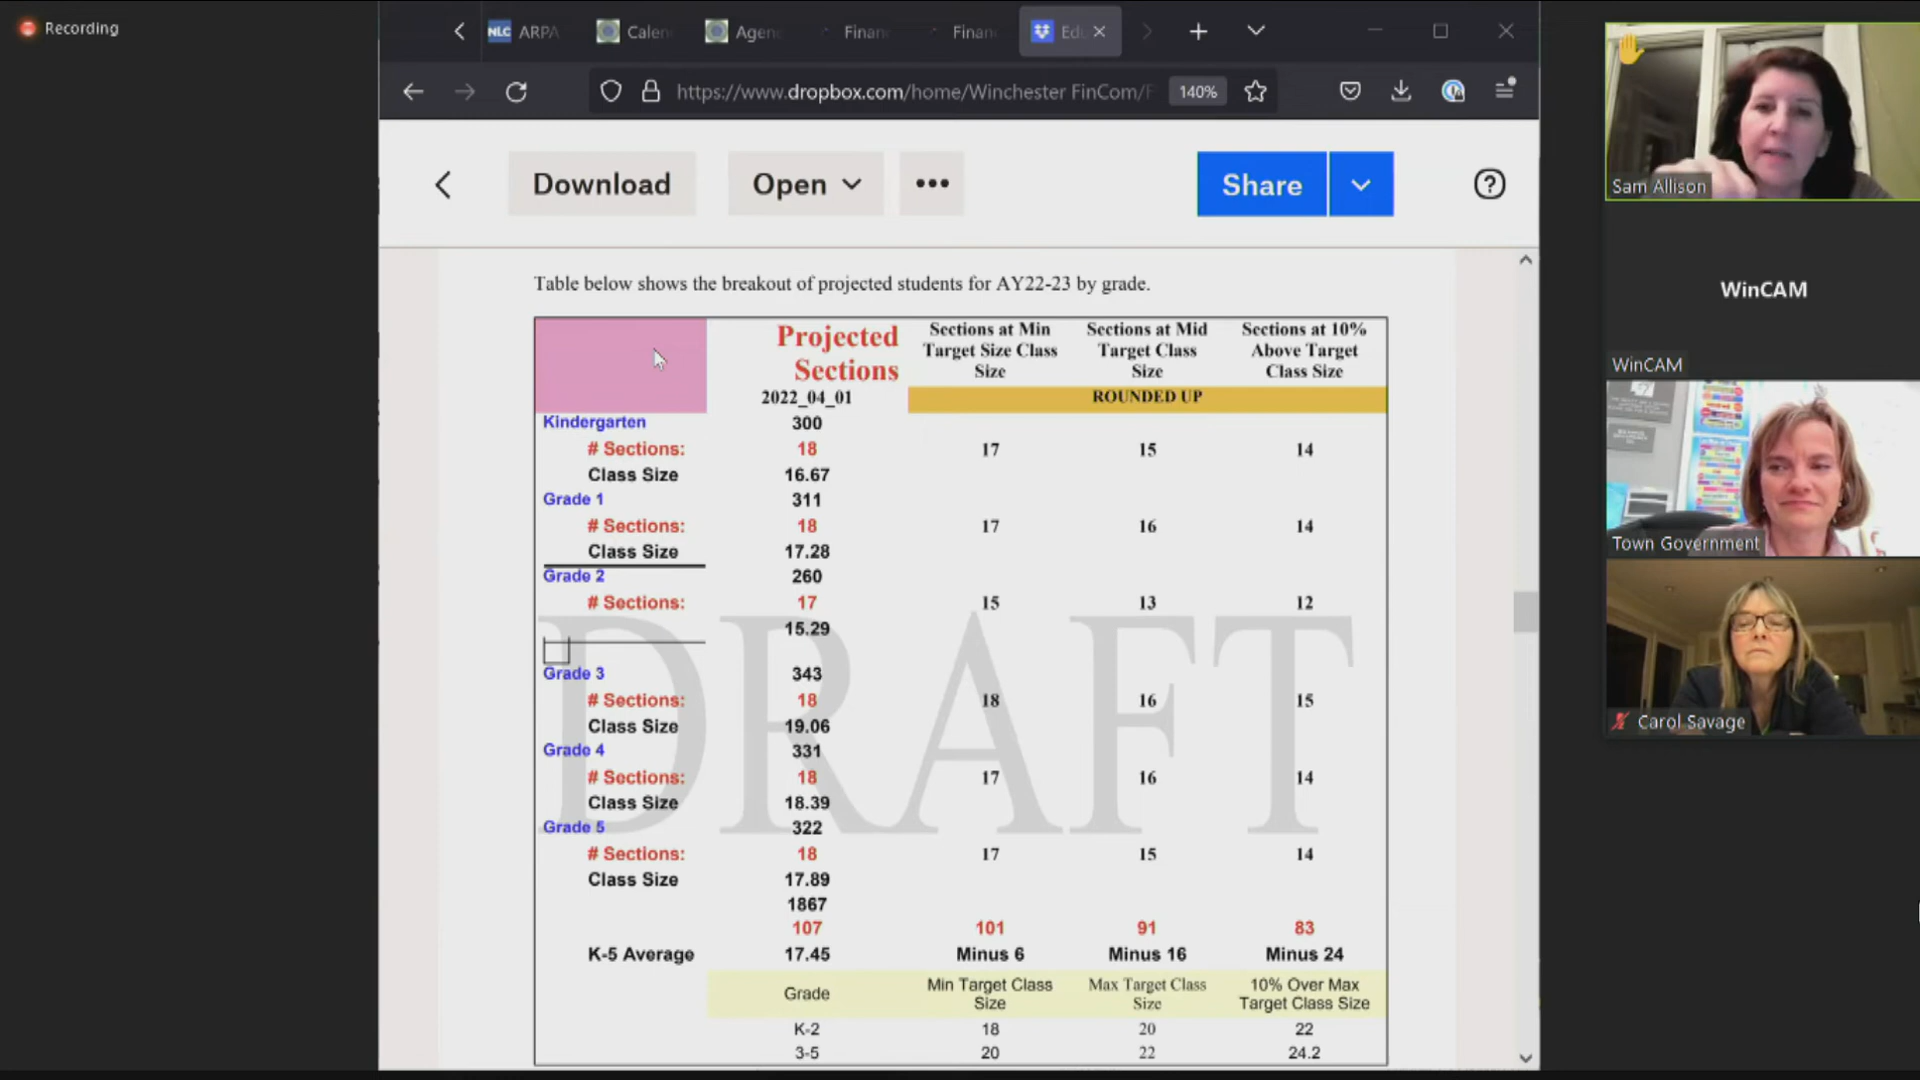 Recording
NLC ARPA
Calen
Agen
Finan
Finan
Edu
https://www.dropbox.com/home/Winchester FinCom/F
140%
Download
Open
Share
Table below shows the breakout of projected students for AY22-23 by grade.
Projected Sections
Sections at Min Target Size Class Size
Sections at Mid Target Class Size
Sections at 10% Above Target Class Size
2022_04_01
ROUNDED UP
Kindergarten 300
# Sections: 18 17 15 14
Class Size 16.67
Grade 1 311
# Sections: 18 17 16 14
Class Size 17.28
Grade 2 260
# Sections: 17 15 13 12
15.29
Grade 3 343
# Sections: 18 18 16 15
Class Size 19.06
Grade 4 331
# Sections: 18 17 16 14
Class Size 18.39
Grade 5 322
# Sections: 18 17 15 14
Class Size 17.89
1867
107 101 91 83
K-5 Average 17.45 Minus 6 Minus 16 Minus 24
Grade
Min Target Class Size
Max Target Class Size
10% Over Max Target Class Size
K-2 18 20 22
3-5 20 22 24.2
DRAFT
Sam Allison
WinCAM
WinCAM
Town Government
Carol Savage